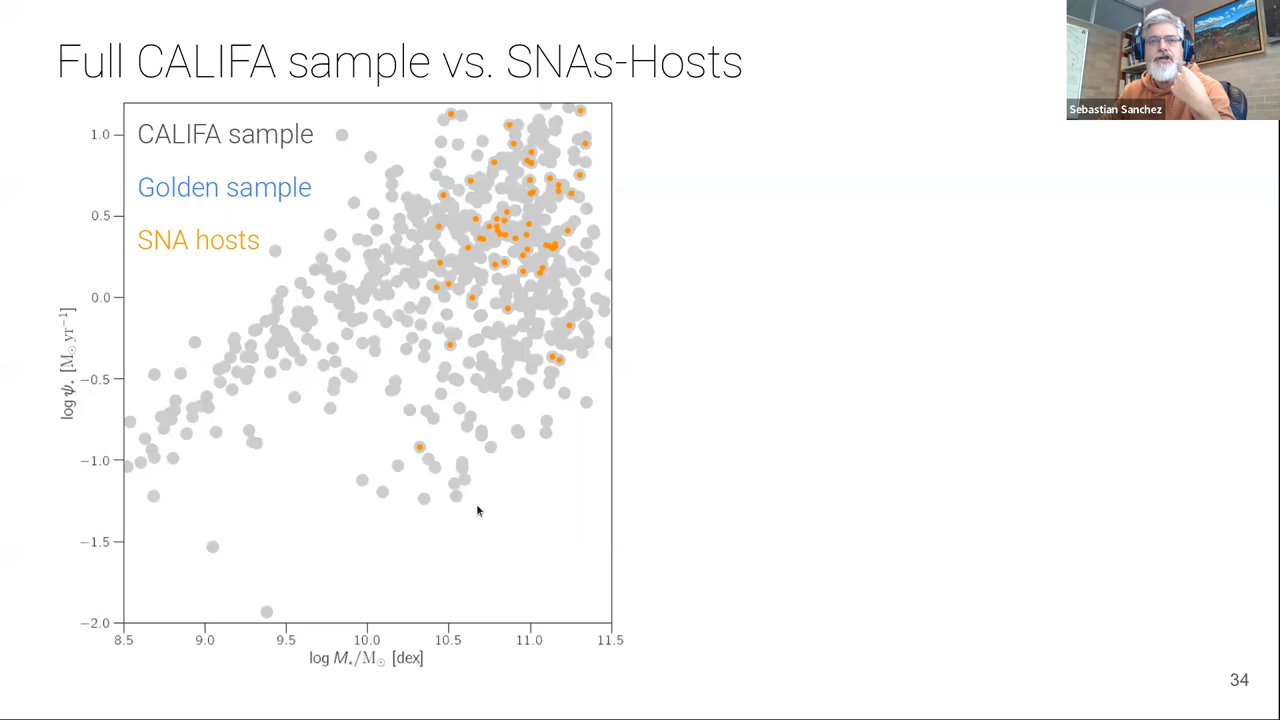 Full CALIFA sample vs. SNAs-Hosts
Sebastian Sanchez
CALIFA sample
Golden sample
SNA hosts
1.0
0.5
0.0
−0.5
−1.0
−1.5
−2.0
log ψ⋆ [M☉ yr⁻¹]
8.5 9.0 9.5 10.0 10.5 11.0 11.5
log M⋆/M☉ [dex]
34